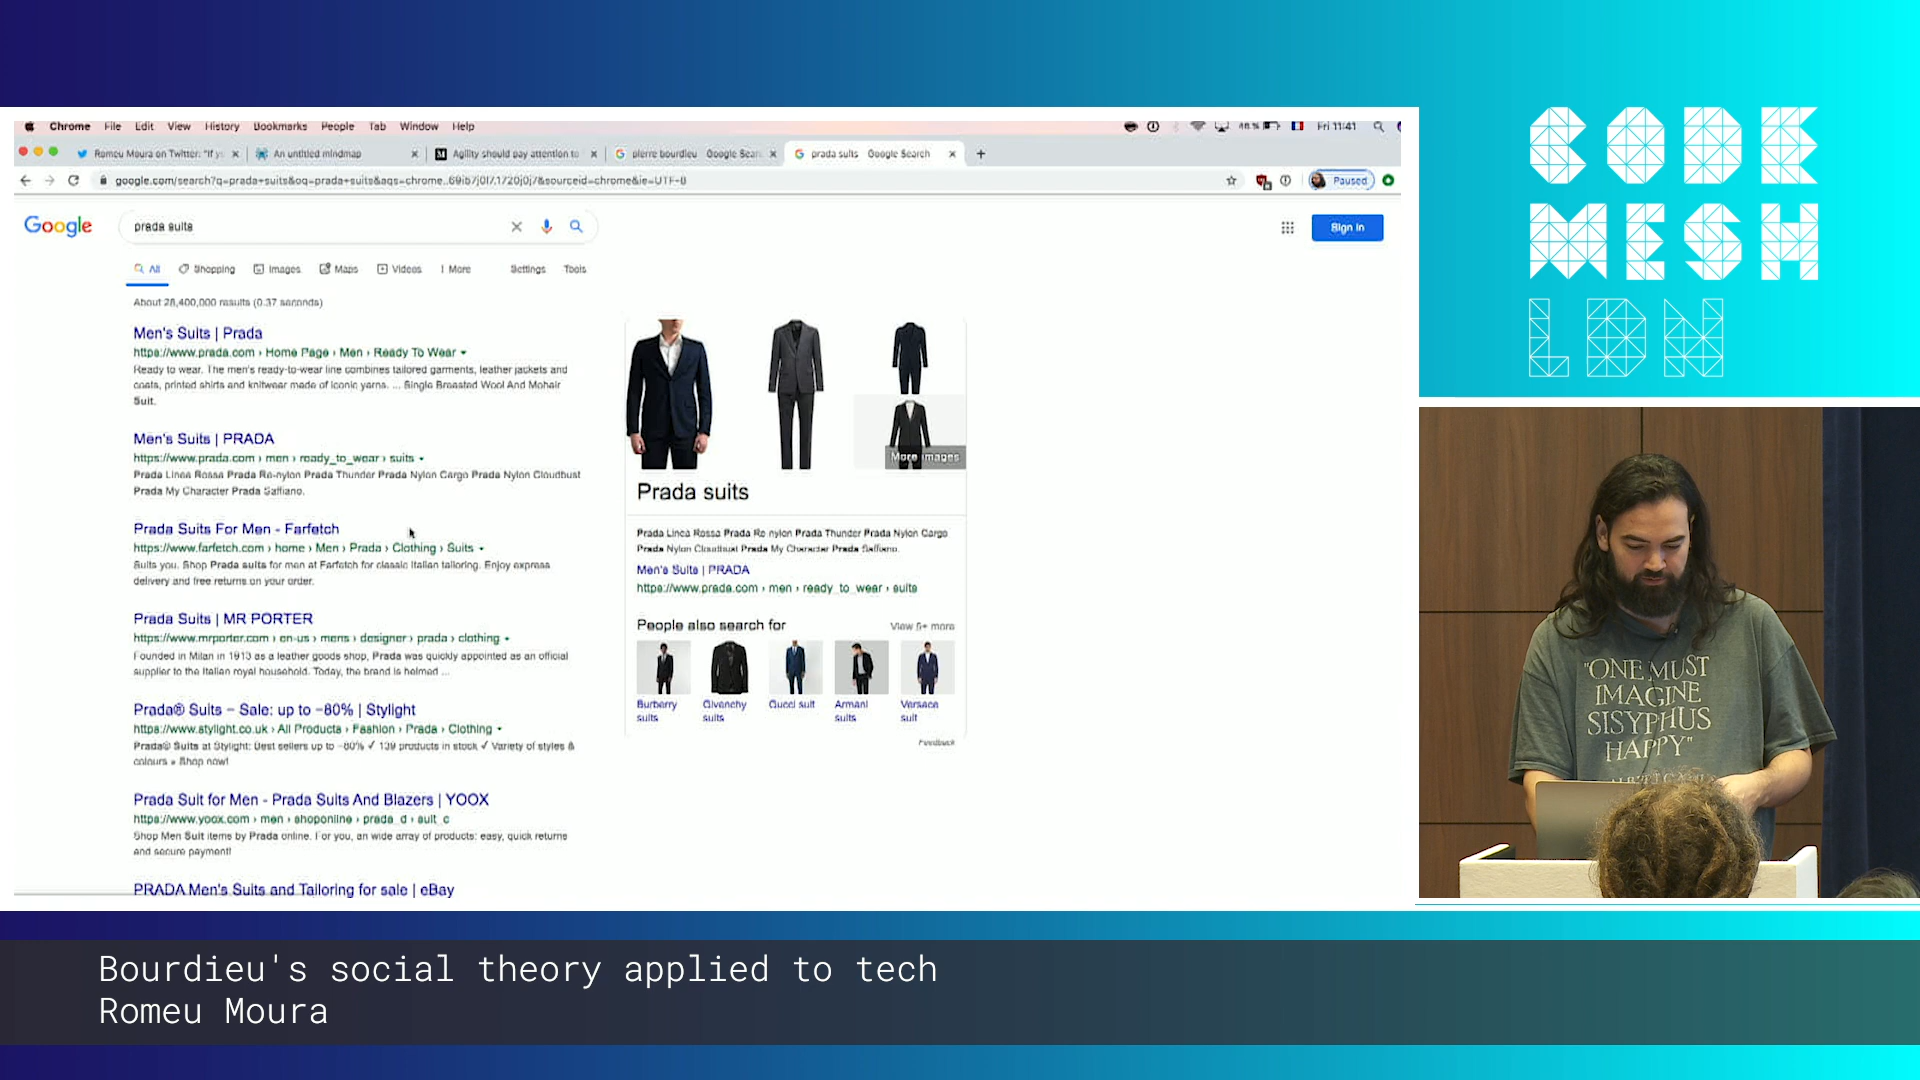 Chrome File Edit View History Bookmarks People Tab Window Help
Fri 11:41
Romeu Moura on Twitter: "If y
An untitled mindmap
Agility should pay attention to
pierre bourdieu - Google Sear
prada suits - Google Search
google.com/search?q=prada+suits&oq=prada+suits&aqs=chrome..69i57j0l7.1720j0j7&sourceid=chrome&ie=UTF-8
Paused
Google
prada suits
Sign in
All Shopping Images Maps Videos More Settings Tools
About 28,400,000 results (0.37 seconds)
Men's Suits | Prada
https://www.prada.com › Home Page › Men › Ready To Wear
Ready to wear. The men's ready-to-wear line combines tailored garments, leather jackets and
coats, printed shirts and knitwear made of iconic yarns. ... Single Breasted Wool And Mohair
Suit.
Men's Suits | PRADA
https://www.prada.com › men › ready_to_wear › suits
Prada Linea Rossa Prada Re-nylon Prada Thunder Prada Nylon Cargo Prada Nylon Cloudbust
Prada My Character Prada Saffiano.
Prada Suits For Men - Farfetch
https://www.farfetch.com › home › Men › Prada › Clothing › Suits
Suits you. Shop Prada suits for men at Farfetch for classic Italian tailoring. Enjoy express
delivery and free returns on your order.
Prada Suits | MR PORTER
https://www.mrporter.com › en-us › mens › designer › prada › clothing
Founded in Milan in 1913 as a leather goods shop, Prada was quickly appointed as an official
supplier to the Italian royal household. Today, the brand is helmed ...
Prada® Suits − Sale: up to −80% | Stylight
https://www.stylight.co.uk › All Products › Fashion › Prada › Clothing
Prada® Suits at Stylight: Best sellers up to −80% ✓ 139 products in stock ✓ Variety of styles &
colours » Shop now!
Prada Suit for Men - Prada Suits And Blazers | YOOX
https://www.yoox.com › men › shoponline › prada_d › suit_c
Shop Men Suit items by Prada online. For you, an wide array of products: easy, quick returns
and secure payment!
PRADA Men's Suits and Tailoring for sale | eBay
More images
Prada suits
Prada Linea Rossa Prada Re-nylon Prada Thunder Prada Nylon Cargo
Prada Nylon Cloudbust Prada My Character Prada Saffiano.
Men's Suits | PRADA
https://www.prada.com › men › ready_to_wear › suits
People also search for
View 5+ more
Burberry suits
Givenchy suits
Gucci suit
Armani suits
Versace suit
Feedback
CODE
MESH
LDN
"ONE MUST
IMAGINE
SISYPHUS
HAPPY"
Bourdieu's social theory applied to tech
Romeu Moura